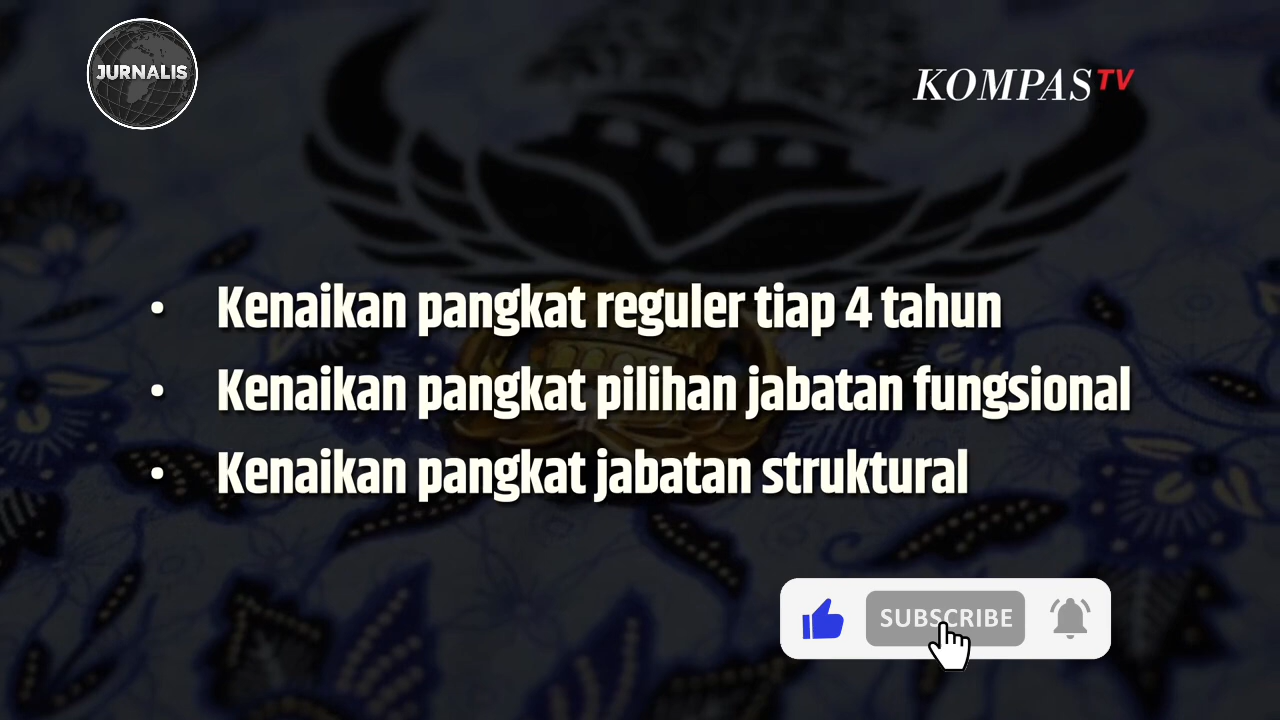 JURNALIS
KOMPAS TV
• Kenaikan pangkat reguler tiap 4 tahun
• Kenaikan pangkat pilihan jabatan fungsional
• Kenaikan pangkat jabatan struktural
SUBSCRIBE